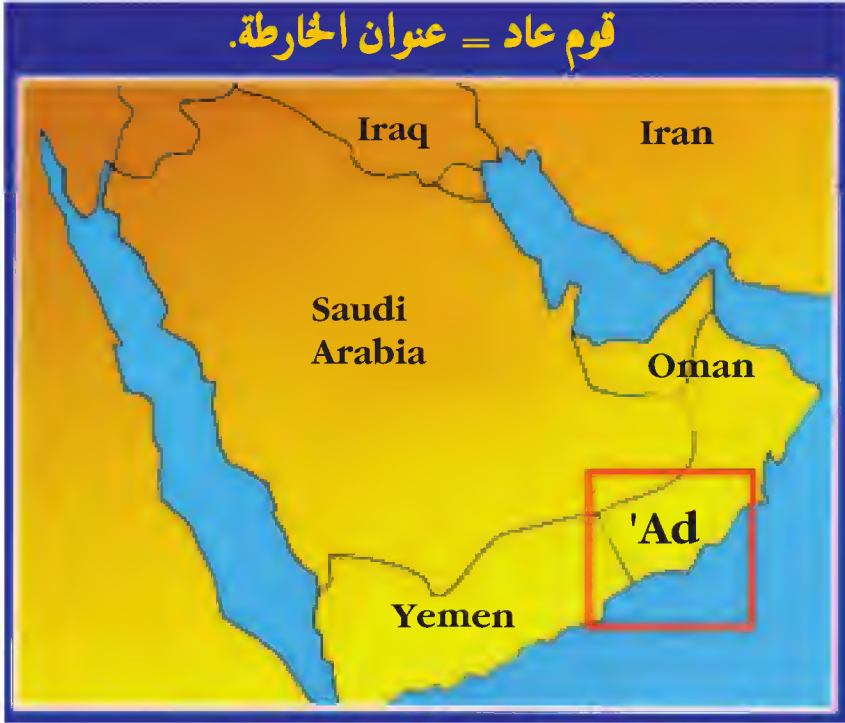 قوم عاد = عنوان الخارطة.
Iraq
Iran
Saudi
Arabia
Oman
'Ad
Yemen